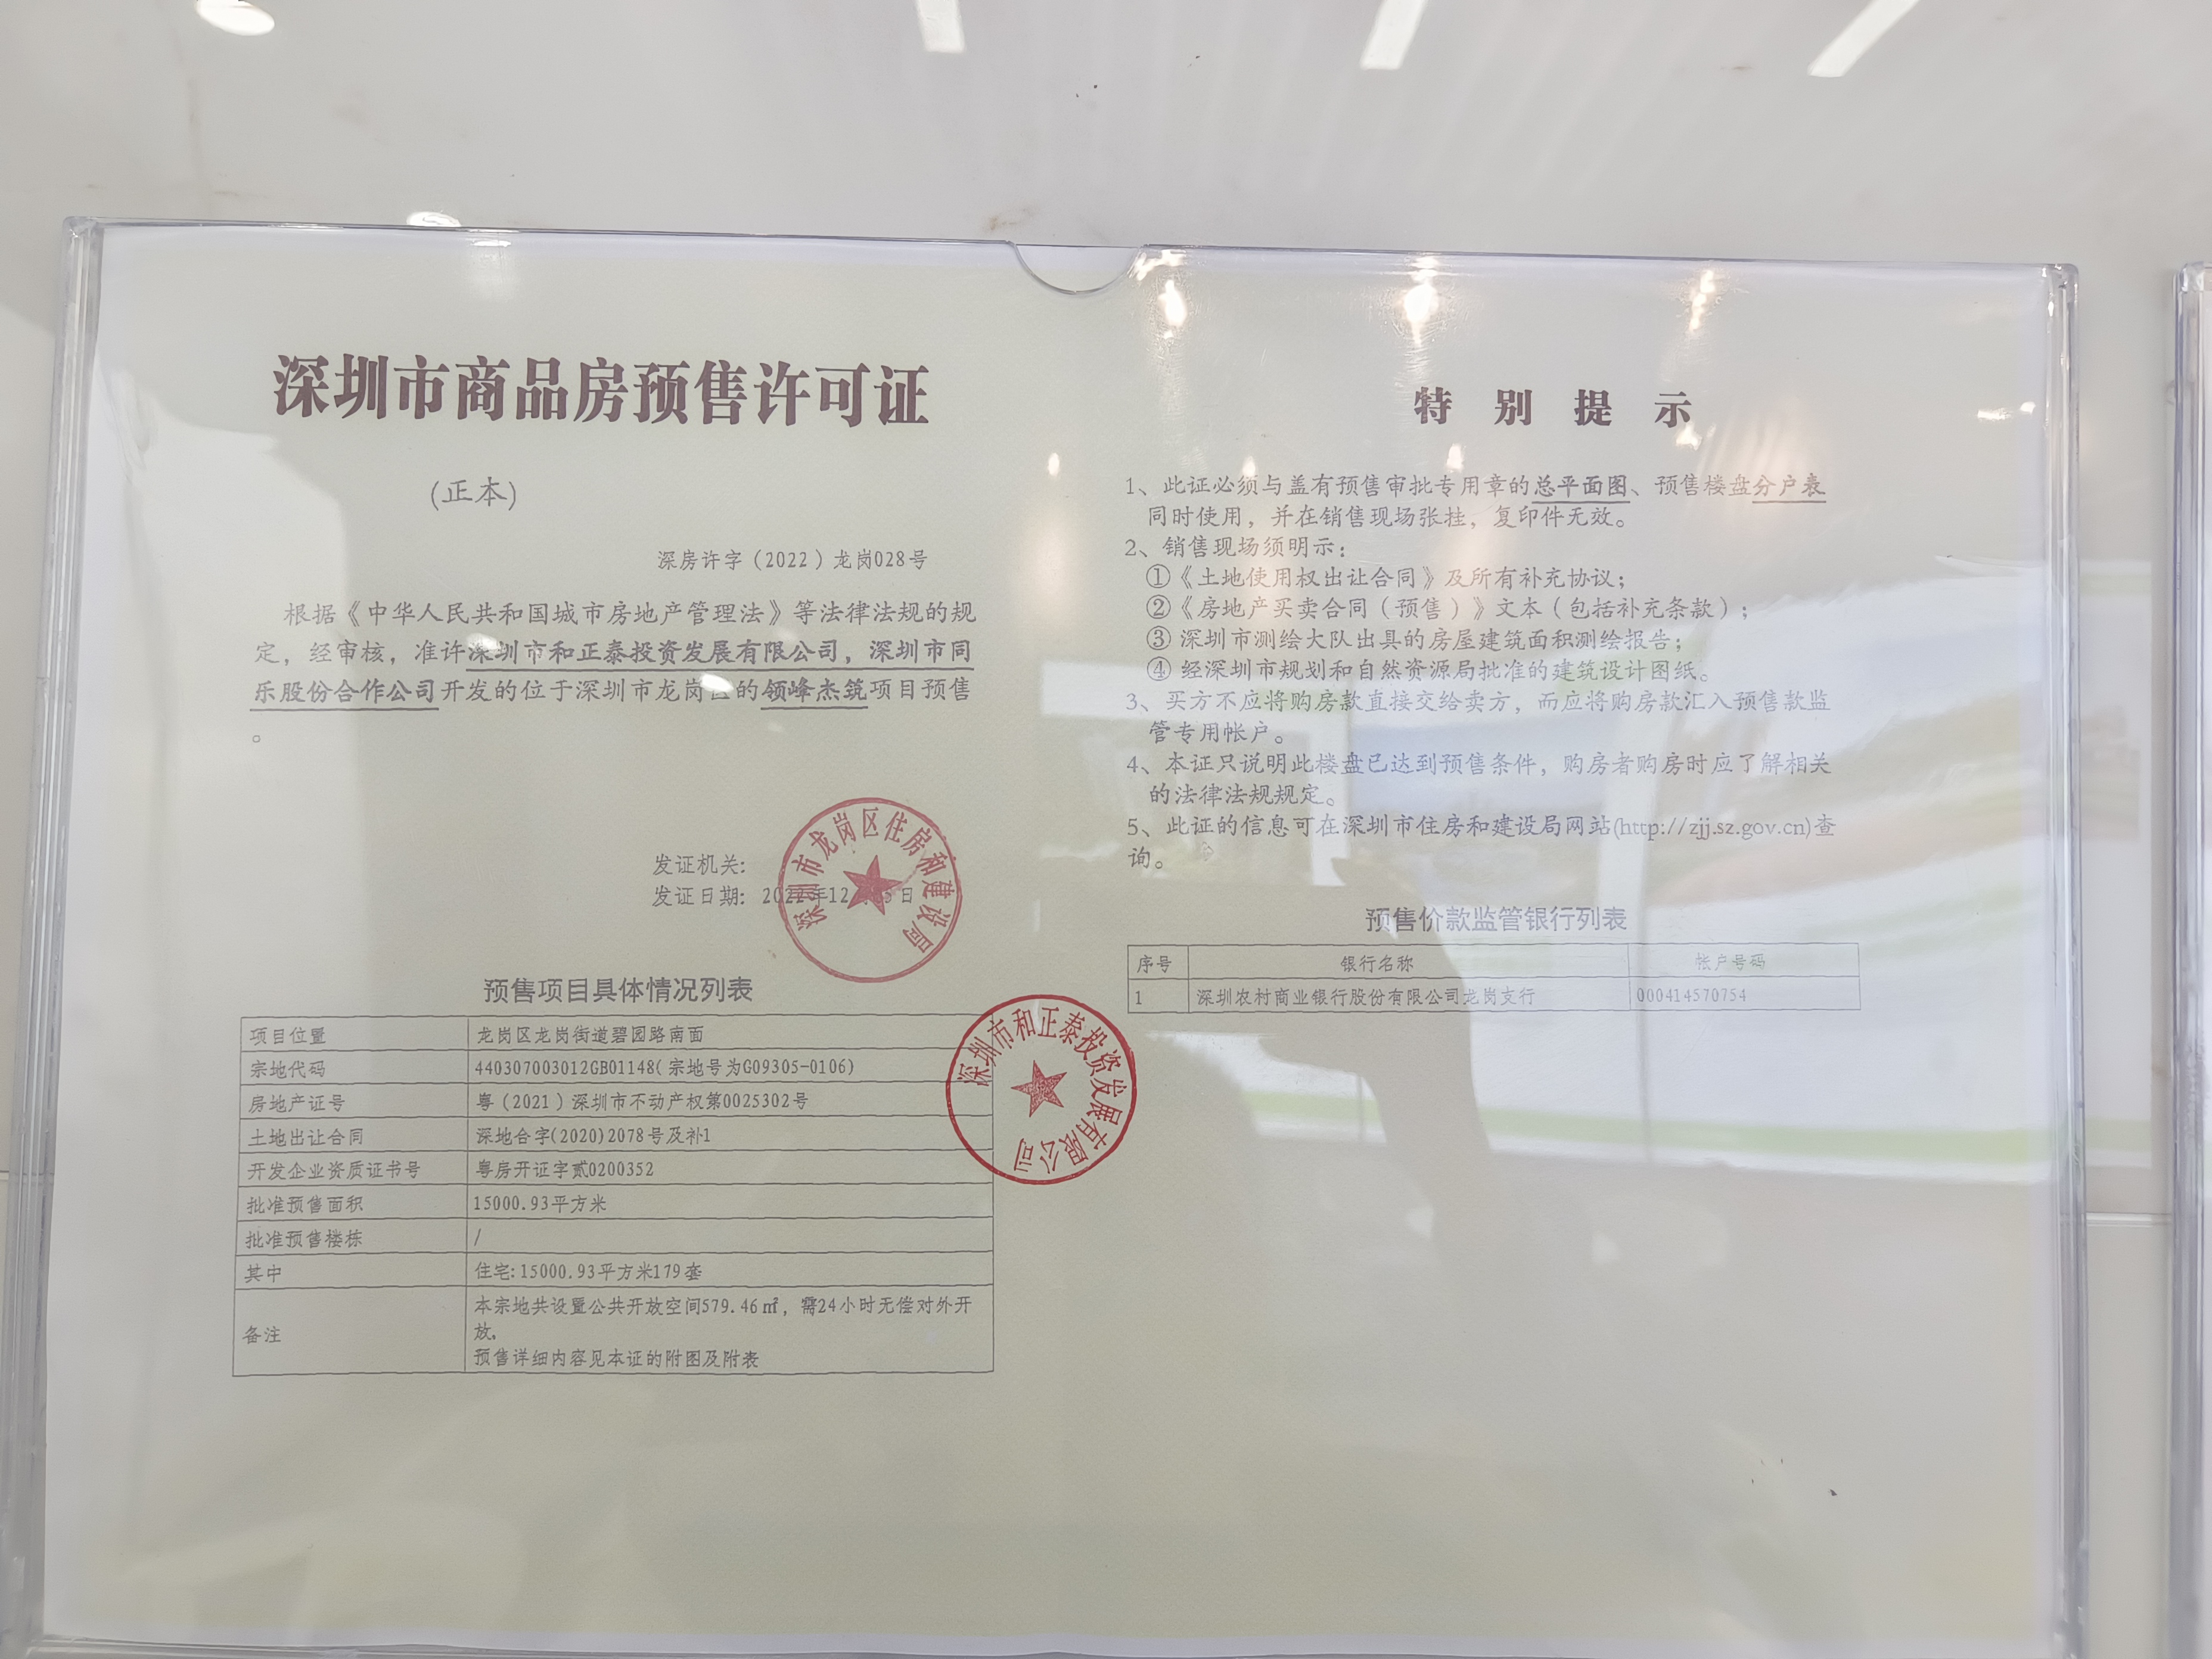 深圳市商品房预售许可证
(正本)
深房许字（2022）龙岗028号
根据《中华人民共和国城市房地产管理法》等法律法规的规
定，经审核，准许深圳市和正泰投资发展有限公司，深圳市同
乐股份合作公司开发的位于深圳市龙岗区的领峰杰筑项目预售
。
发证机关：
发证日期：2022年12 日
深圳市龙岗区住房和建设局
预售项目具体情况列表
项目位置 龙岗区龙岗街道碧园路南面
宗地代码 440307003012GB01148(宗地号为G09305-0106)
房地产证号 粤（2021）深圳市不动产权第0025302号
土地出让合同 深地合字(2020)2078号及补1
开发企业资质证书号 粤房开证字贰0200352
批准预售面积 15000.93平方米
批准预售楼栋 /
其中 住宅:15000.93平方米179套
备注 本宗地共设置公共开放空间579.46㎡，需24小时无偿对外开
放。
预售详细内容见本证的附图及附表
深圳市和正泰投资发展有限公司
特别提示
1、此证必须与盖有预售审批专用章的总平面图、预售楼盘分户表
同时使用，并在销售现场张挂，复印件无效。
2、销售现场须明示：
①《土地使用权出让合同》及所有补充协议；
②《房地产买卖合同（预售）》文本（包括补充条款）；
③ 深圳市测绘大队出具的房屋建筑面积测绘报告；
④ 经深圳市规划和自然资源局批准的建筑设计图纸。
3、买方不应将购房款直接交给卖方，而应将购房款汇入预售款监
管专用帐户。
4、本证只说明此楼盘已达到预售条件，购房者购房时应了解相关
的法律法规规定。
5、此证的信息可在深圳市住房和建设局网站(http://zjj.sz.gov.cn)查
询。
预售价款监管银行列表
序号 银行名称 帐户号码
1 深圳农村商业银行股份有限公司龙岗支行 000414570754